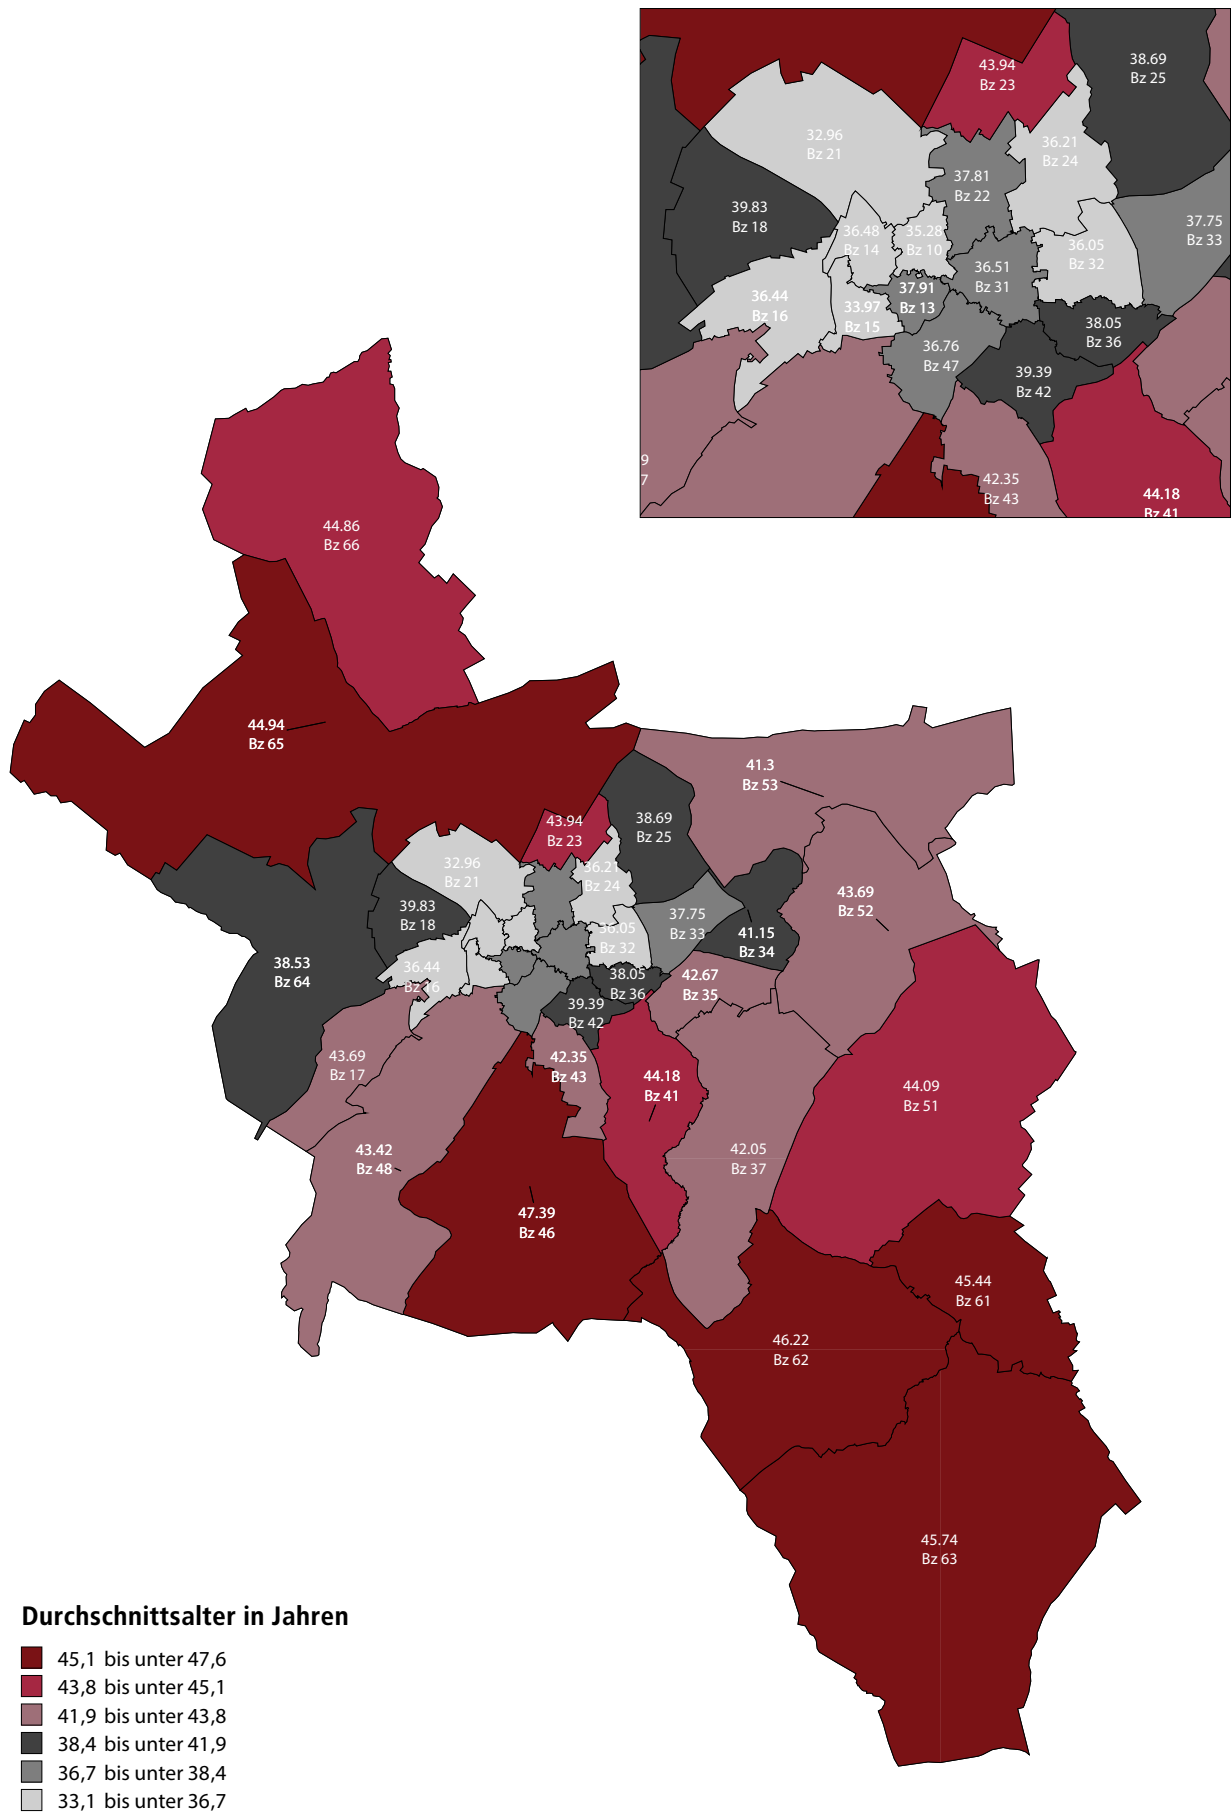 43.94
Bz 23
38.69
Bz 25
32.96
Bz 21
36.21
Bz 24
37.81
Bz 22
39.83
Bz 18
37.75
Bz 33
36.48
Bz 14
35.28
Bz 10
36.05
Bz 32
36.51
Bz 31
36.44
Bz 16
33.97
Bz 15
37.91
Bz 13
38.05
Bz 36
36.76
Bz 47
39.39
Bz 42
9
7
42.35
Bz 43
44.18
Bz 41
44.86
Bz 66
44.94
Bz 65
41.3
Bz 53
43.94
Bz 23
38.69
Bz 25
32.96
Bz 21
36.21
Bz 24
43.69
Bz 52
39.83
Bz 18
37.75
Bz 33
36.05
Bz 32
41.15
Bz 34
38.53
Bz 64
36.44
Bz 16
38.05
Bz 36
42.67
Bz 35
39.39
Bz 42
43.69
Bz 17
42.35
Bz 43
44.18
Bz 41
44.09
Bz 51
43.42
Bz 48
42.05
Bz 37
47.39
Bz 46
45.44
Bz 61
46.22
Bz 62
45.74
Bz 63
Durchschnittsalter in Jahren
45,1 bis unter 47,6
43,8 bis unter 45,1
41,9 bis unter 43,8
38,4 bis unter 41,9
36,7 bis unter 38,4
33,1 bis unter 36,7